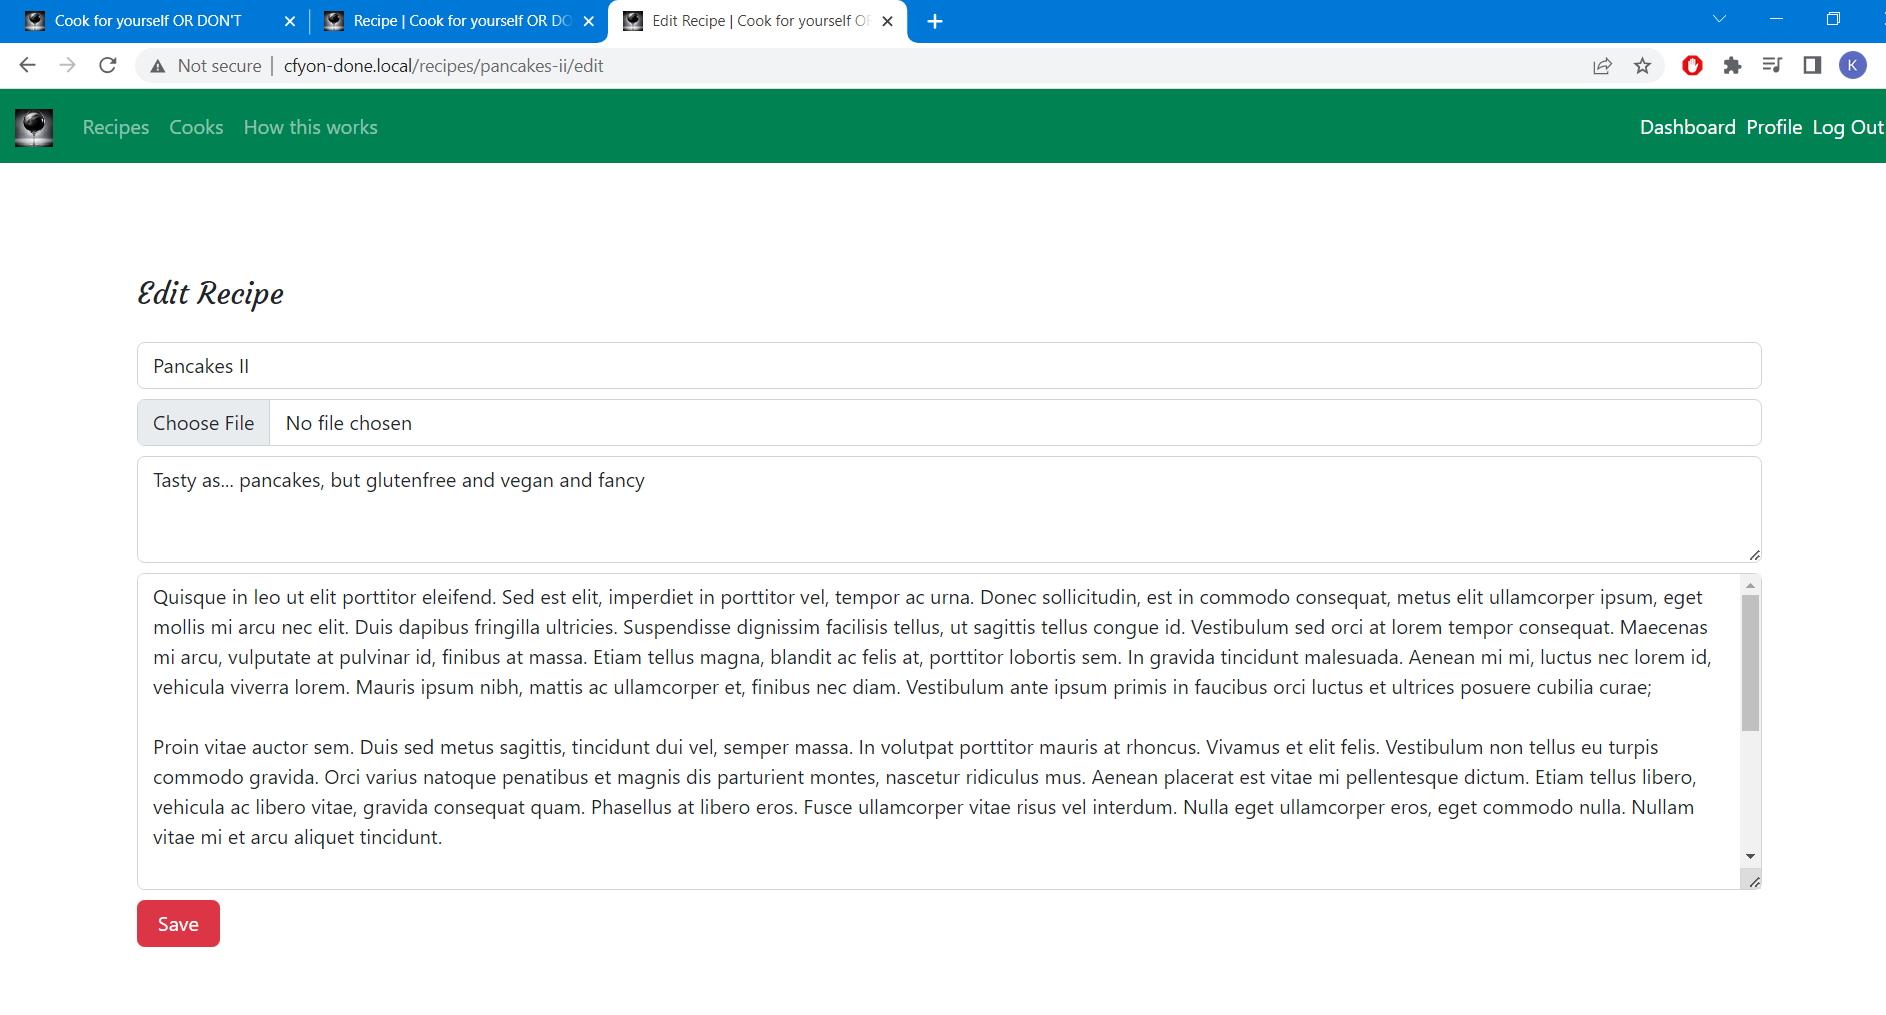 Cook for yourself OR DON'T
Recipe | Cook for yourself OR DO
Edit Recipe | Cook for yourself OF
Not secure | cfyon-done.local/recipes/pancakes-ii/edit
K
Recipes Cooks How this works
Dashboard Profile Log Out
Edit Recipe
Pancakes II
Choose File No file chosen
Tasty as... pancakes, but glutenfree and vegan and fancy
Quisque in leo ut elit porttitor eleifend. Sed est elit, imperdiet in porttitor vel, tempor ac urna. Donec sollicitudin, est in commodo consequat, metus elit ullamcorper ipsum, eget
mollis mi arcu nec elit. Duis dapibus fringilla ultricies. Suspendisse dignissim facilisis tellus, ut sagittis tellus congue id. Vestibulum sed orci at lorem tempor consequat. Maecenas
mi arcu, vulputate at pulvinar id, finibus at massa. Etiam tellus magna, blandit ac felis at, porttitor lobortis sem. In gravida tincidunt malesuada. Aenean mi mi, luctus nec lorem id,
vehicula viverra lorem. Mauris ipsum nibh, mattis ac ullamcorper et, finibus nec diam. Vestibulum ante ipsum primis in faucibus orci luctus et ultrices posuere cubilia curae;
Proin vitae auctor sem. Duis sed metus sagittis, tincidunt dui vel, semper massa. In volutpat porttitor mauris at rhoncus. Vivamus et elit felis. Vestibulum non tellus eu turpis
commodo gravida. Orci varius natoque penatibus et magnis dis parturient montes, nascetur ridiculus mus. Aenean placerat est vitae mi pellentesque dictum. Etiam tellus libero,
vehicula ac libero vitae, gravida consequat quam. Phasellus at libero eros. Fusce ullamcorper vitae risus vel interdum. Nulla eget ullamcorper eros, eget commodo nulla. Nullam
vitae mi et arcu aliquet tincidunt.
Save